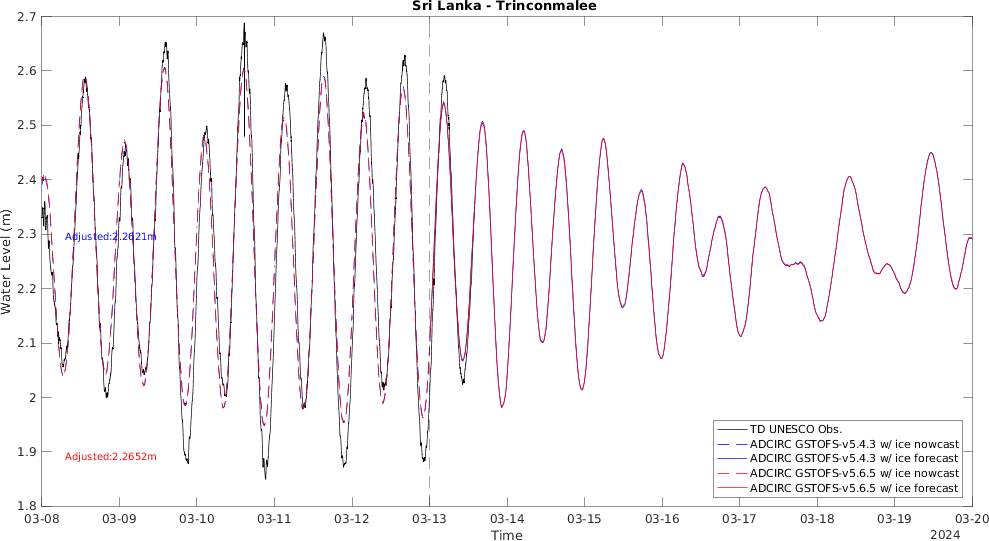 Sri Lanka - Trinconmalee
2.7
2.6
2.5
2.4
2.3
2.2
2.1
2
1.9
1.8
Water Level (m)
Adjusted:2.2621m
Adjusted:2.2652m
TD UNESCO Obs.
ADCIRC GSTOFS-v5.4.3 w/ ice nowcast
ADCIRC GSTOFS-v5.4.3 w/ ice forecast
ADCIRC GSTOFS-v5.6.5 w/ ice nowcast
ADCIRC GSTOFS-v5.6.5 w/ ice forecast
03-08 03-09 03-10 03-11 03-12 03-13 03-14 03-15 03-16 03-17 03-18 03-19 03-20
Time
2024